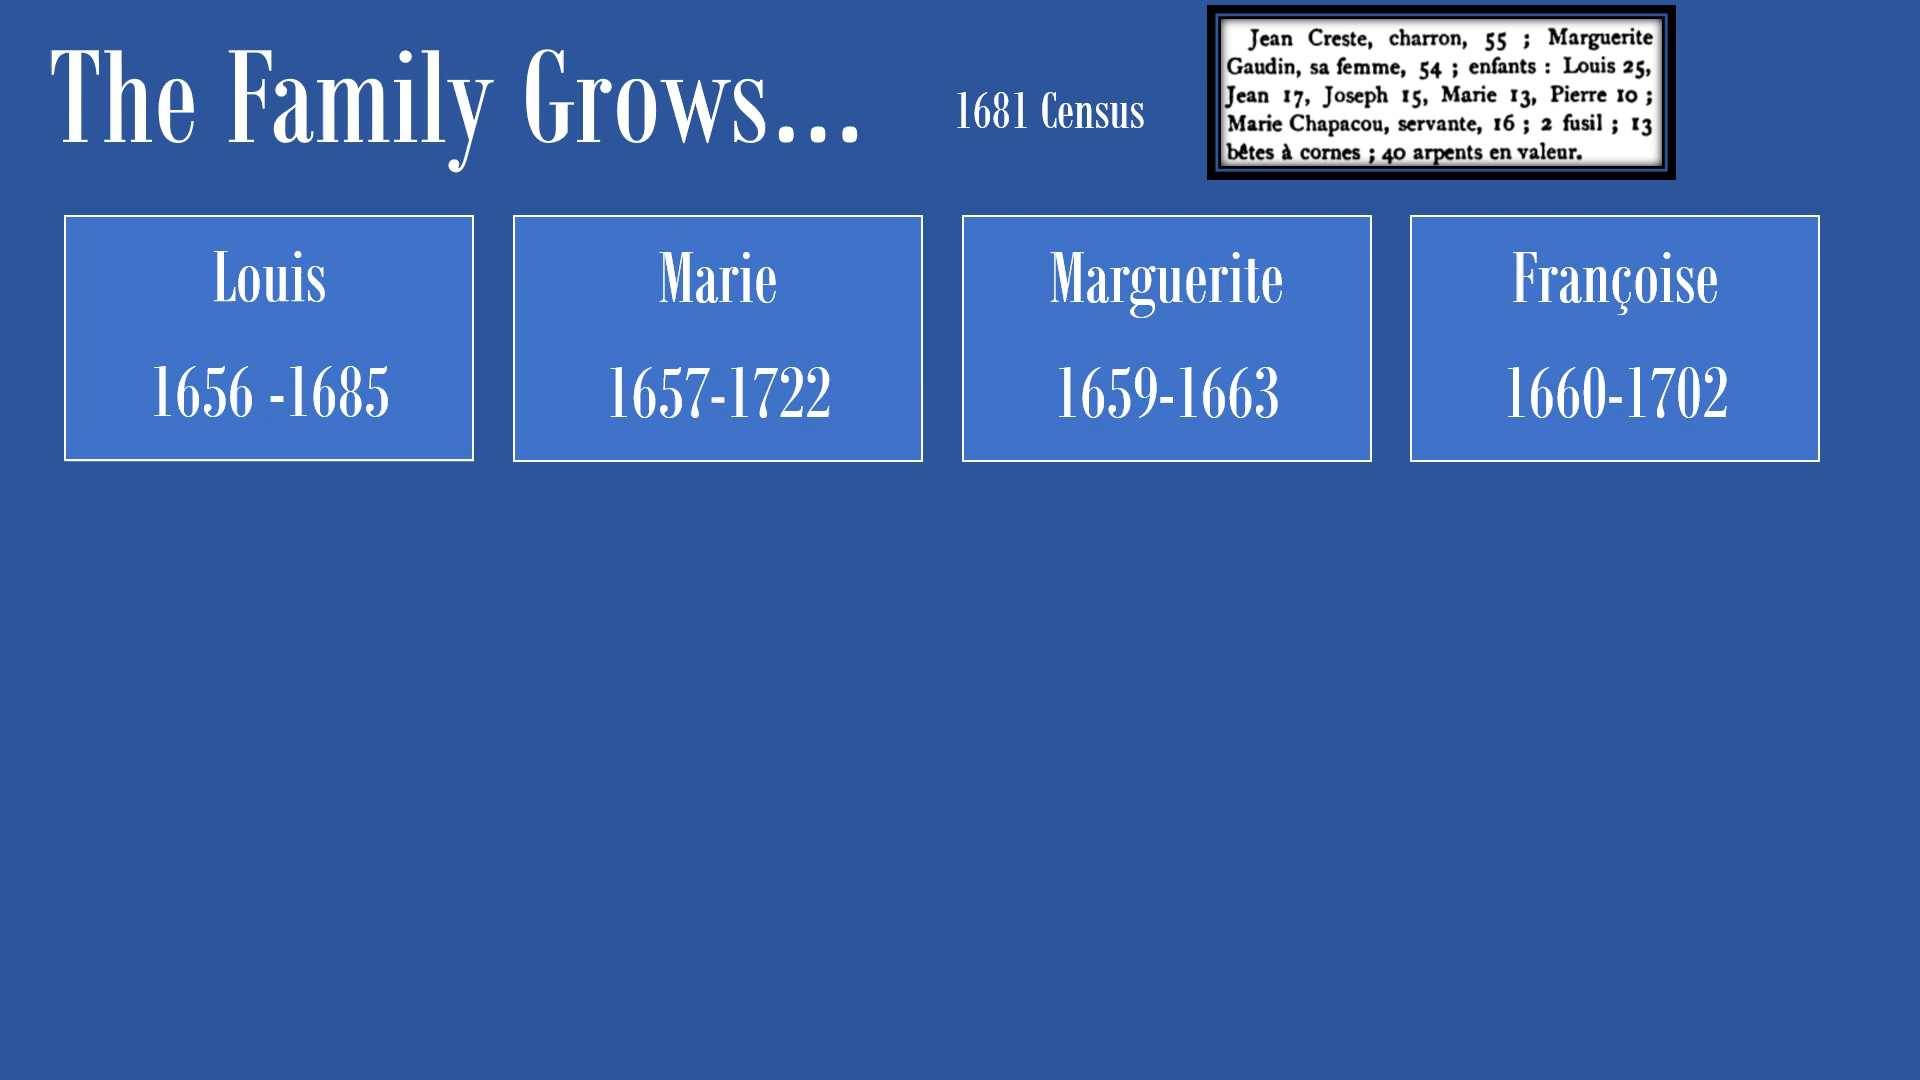 The Family Grows...
1681 Census
Jean Creste, charron, 55 ; Marguerite
Gaudin, sa femme, 54 ; enfants : Louis 25,
Jean 17, Joseph 15, Marie 13, Pierre 10 ;
Marie Chapacou, servante, 16 ; 2 fusil ; 13
bêtes à cornes ; 40 arpents en valeur.
Louis
1656 -1685
Marie
1657-1722
Marguerite
1659-1663
Françoise
1660-1702